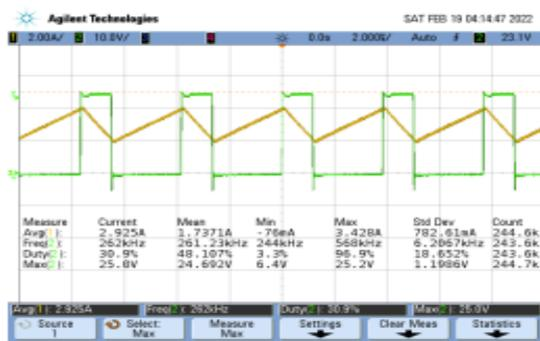 Agilent Technologies SAT FEB 19 04:14:47 2022
1 2.00A/ 2 10.0V/ 3 4 0.0s 2.000%/ Auto 2 23.1V
Measure Current Mean Min Max Std Dev Count
Avg(1): 2.925A 1.7371A -76mA 3.428A 782.61mA 244.6k
Freq(2): 262kHz 261.23kHz 244kHz 568kHz 6.2067kHz 243.6k
Duty(2): 30.9% 48.107% 3.3% 96.9% 18.652% 243.6k
Max(2): 25.0V 24.692V 6.4V 25.2V 1.1986V 244.7k
Avg(1): 2.925A Freq(2): 262kHz Duty(2): 30.9% Max(2): 25.0V
Source Select: Measure Settings Clear Meas Statistics
1 Max Max